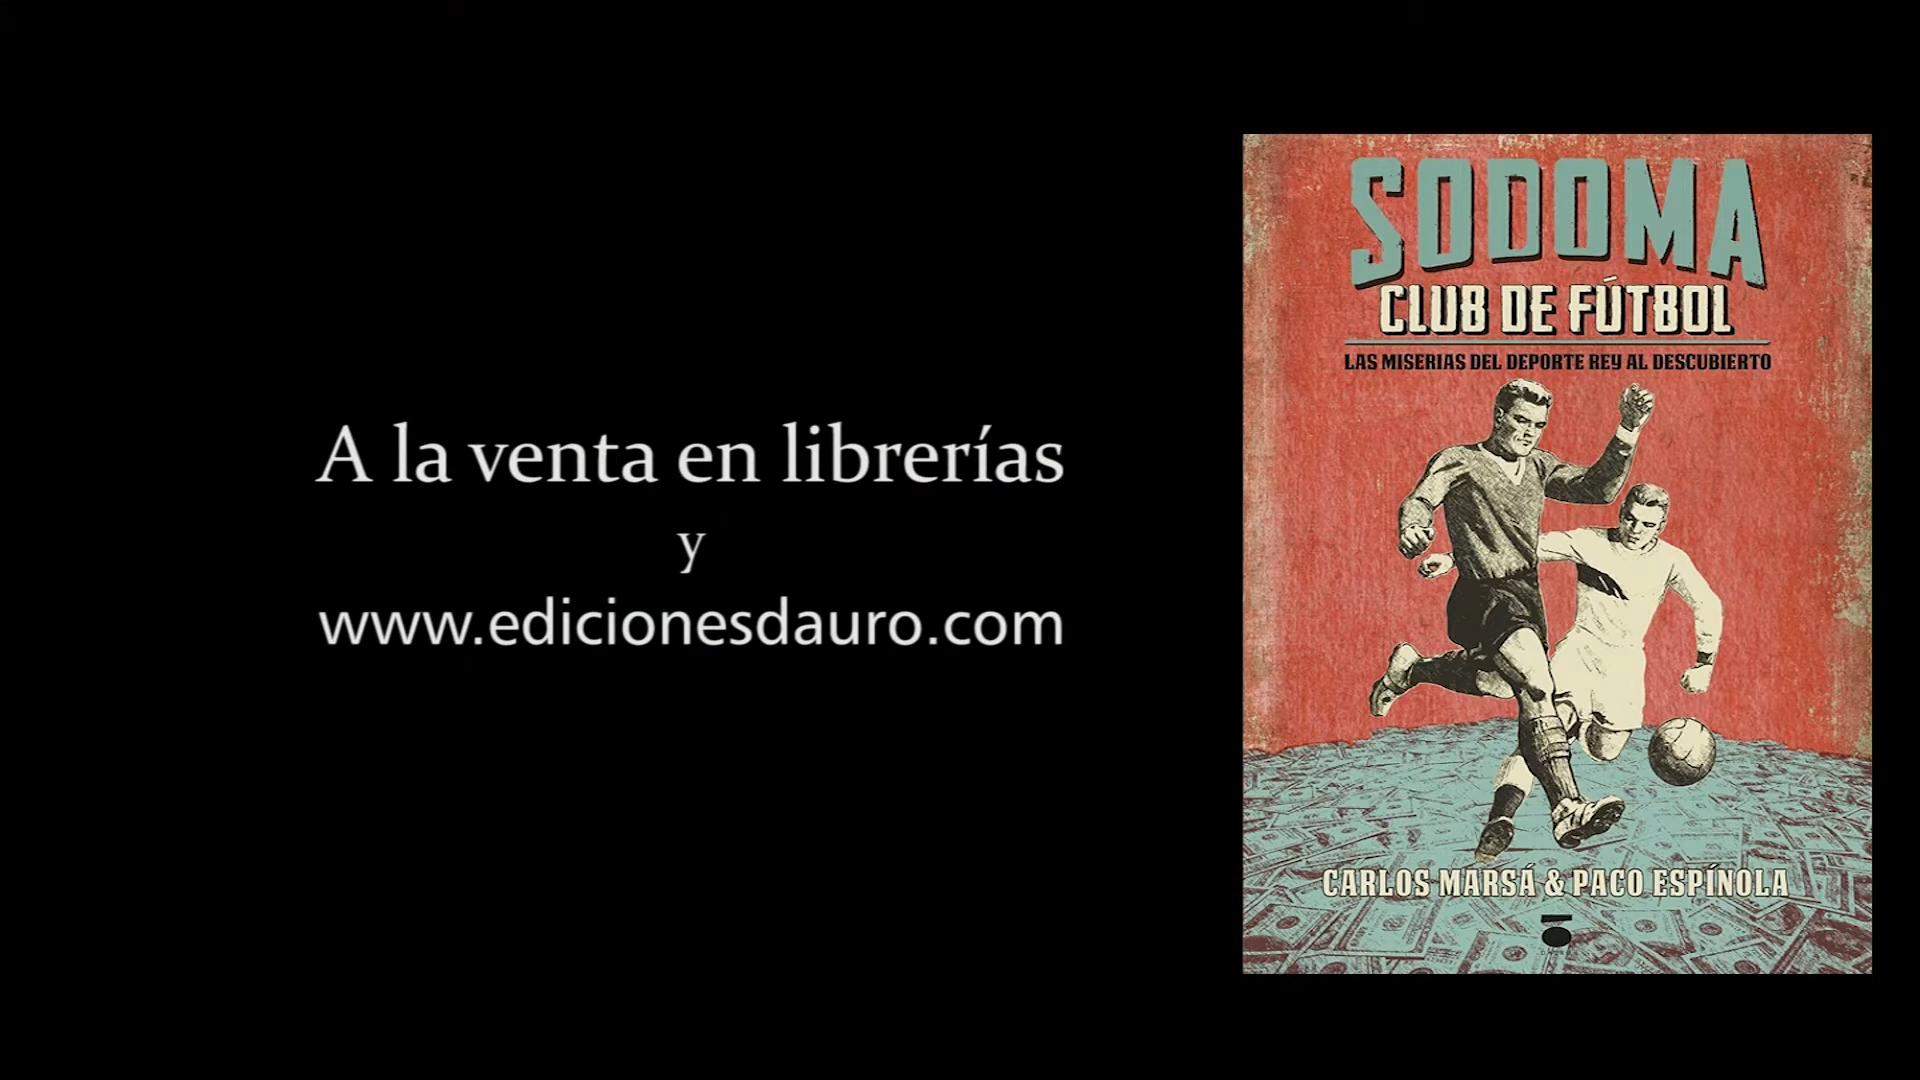 A la venta en librerías
y
www.edicionesdauro.com
SODOMA
CLUB DE FÚTBOL
LAS MISERIAS DEL DEPORTE REY AL DESCUBIERTO
CARLOS MARSÁ & PACO ESPÍNOLA